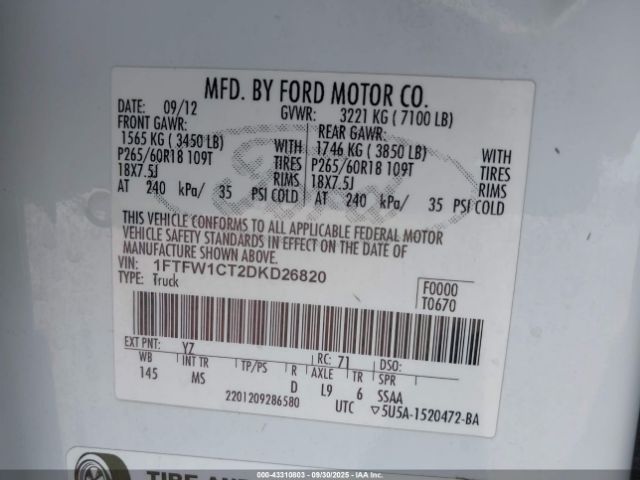 MFD. BY FORD MOTOR CO.
DATE: 09/12 GVWR: 3221 KG ( 7100 LB)
FRONT GAWR: REAR GAWR:
1565 KG ( 3450 LB) WITH 1746 KG ( 3850 LB) WITH
P265/60R18 109T TIRES P265/60R18 109T TIRES
18X7.5J RIMS 18X7.5J RIMS
AT 240 kPa/ 35 PSI COLD AT 240 kPa/ 35 PSI COLD
THIS VEHICLE CONFORMS TO ALL APPLICABLE FEDERAL MOTOR
VEHICLE SAFETY STANDARDS IN EFFECT ON THE DATE OF
MANUFACTURE SHOWN ABOVE.
VIN: 1FTFW1CT2DKD26820 F0000
TYPE: Truck T0670
EXT PNT: YZ RC: 71 DSO:
WB INT TR TP/PS R AXLE TR SPR
145 MS D L9 6 SSAA
2201209286580 UTC ▽5U5A-1520472-BA
TIRE AND
000-43310803 - 09/30/2025 - IAAI.com